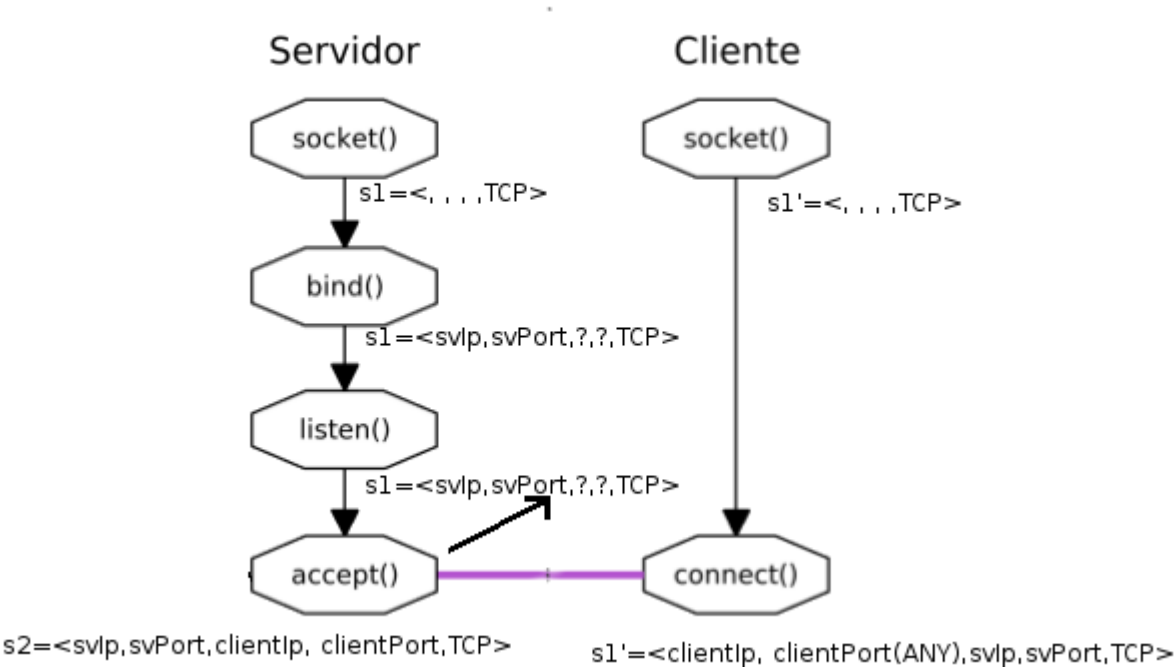 Servidor
Cliente
socket()
socket()
s1=<, , , ,TCP>
s1'=<, , , ,TCP>
bind()
s1=<svIp,svPort,?,?,TCP>
listen()
s1=<svIp,svPort,?,?,TCP>
accept()
connect()
s2=<svIp,svPort,clientIp, clientPort,TCP>
s1'=<clientIp, clientPort(ANY),svIp,svPort,TCP>